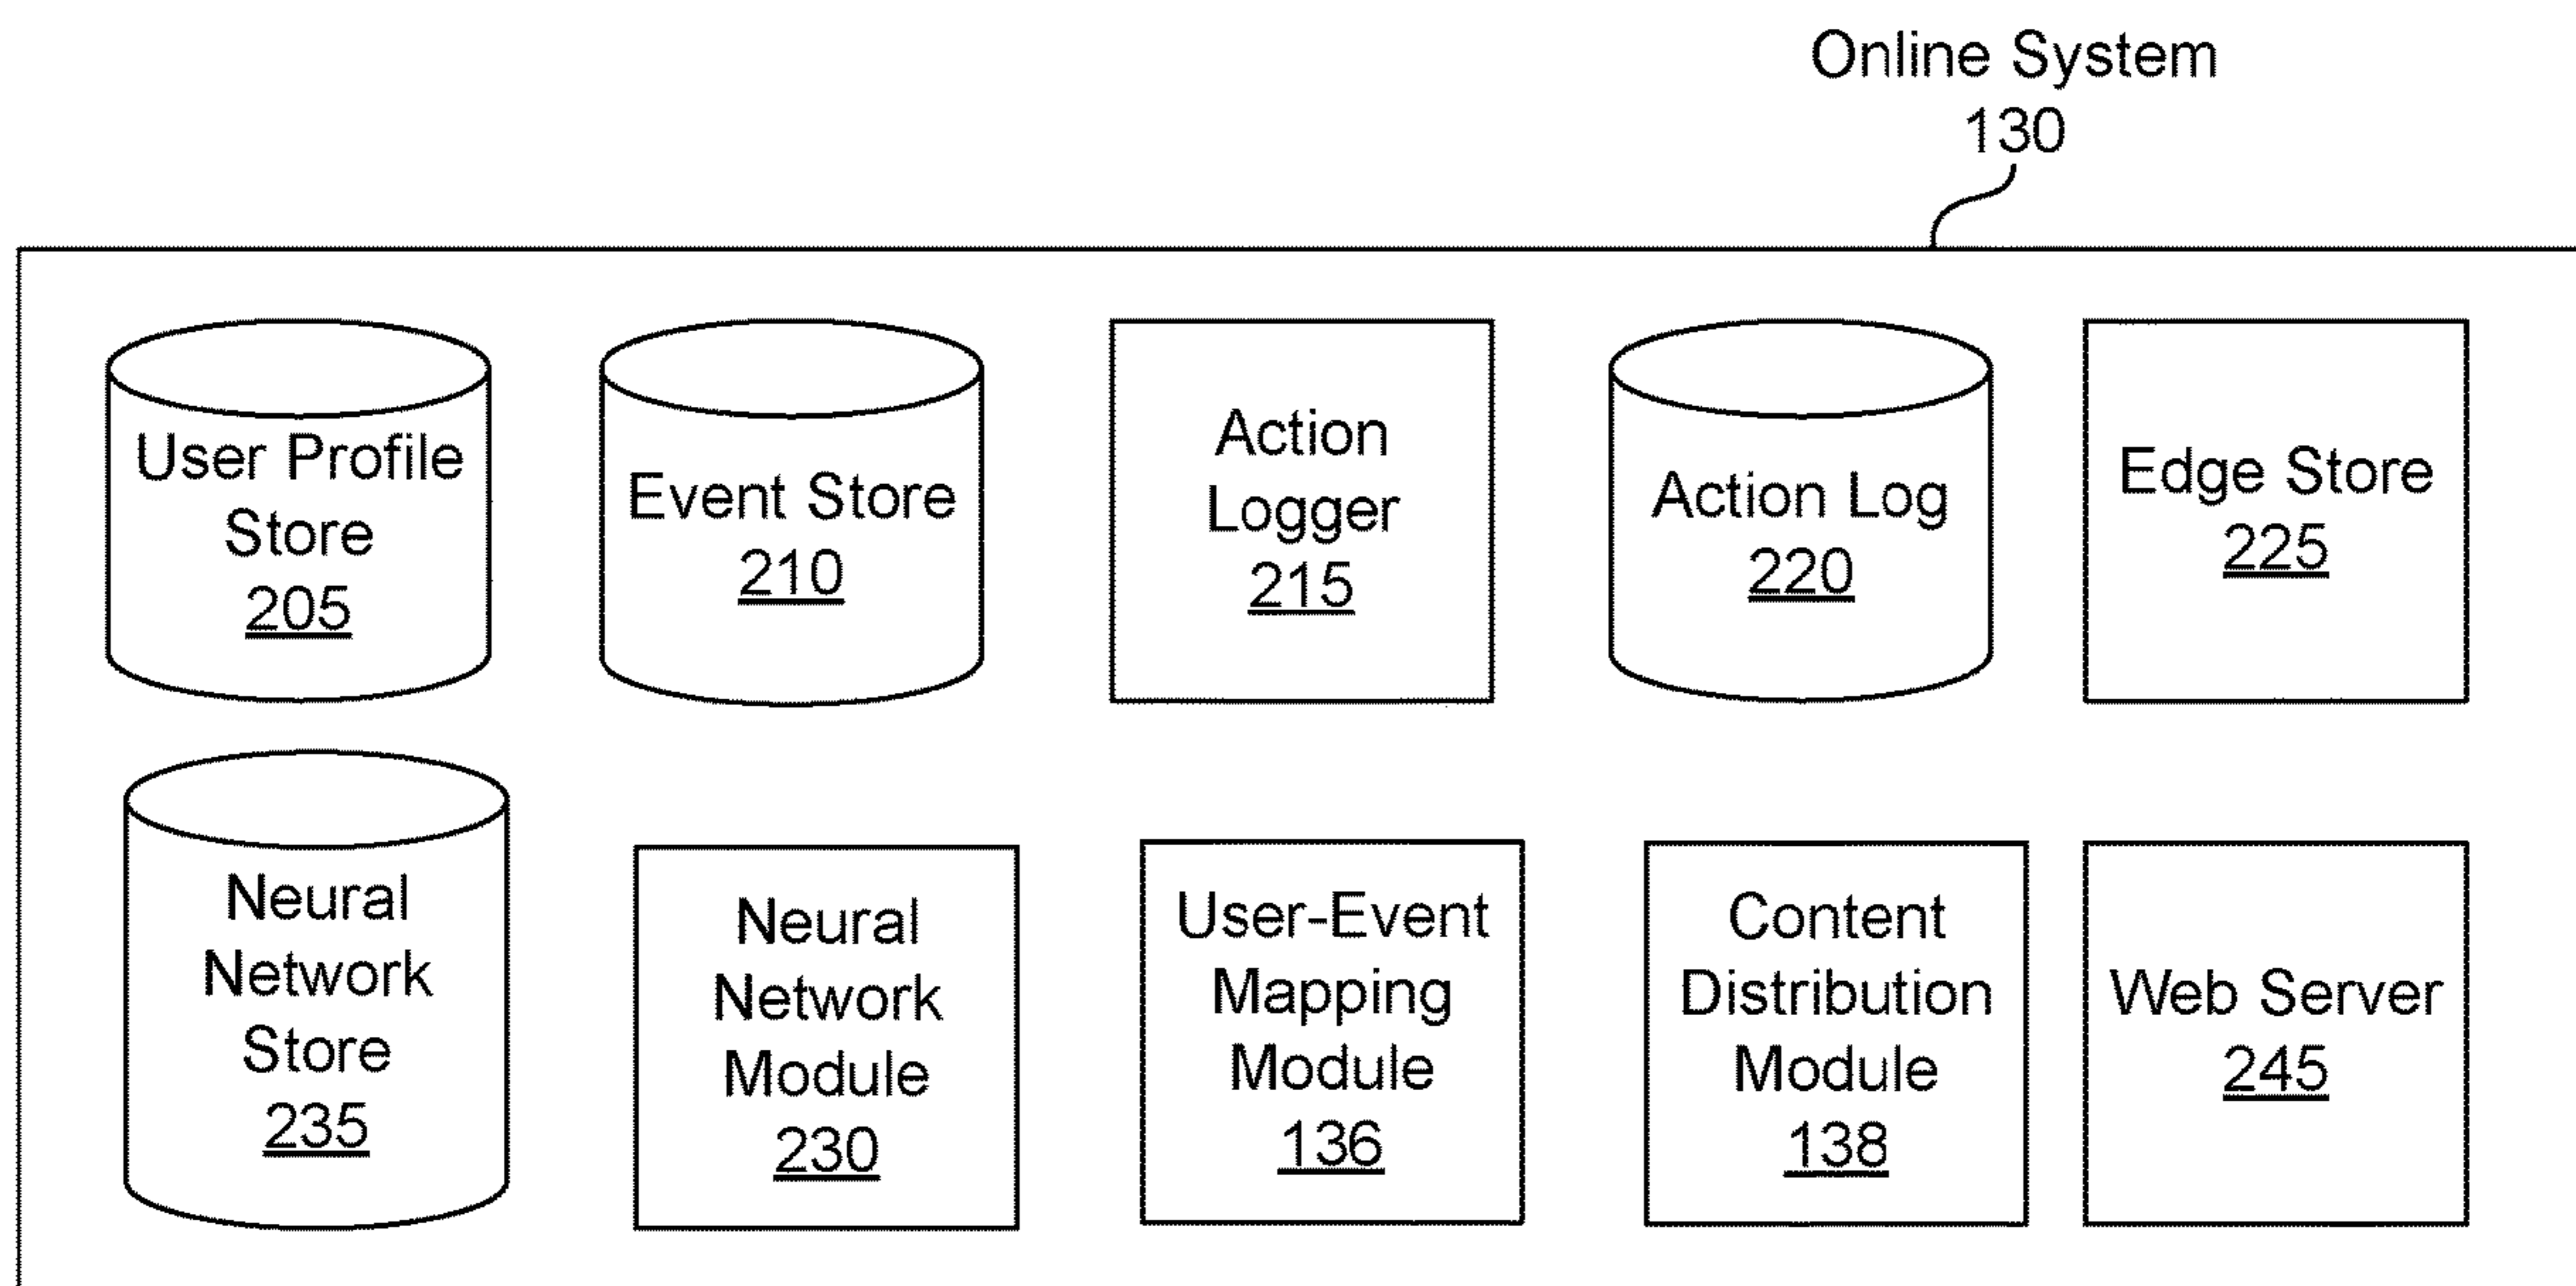 Online System
130
User Profile
Store
205
Event Store
210
Action
Logger
215
Action Log
220
Edge Store
225
Neural
Network
Store
235
Neural
Network
Module
230
User-Event
Mapping
Module
136
Content
Distribution
Module
138
Web Server
245